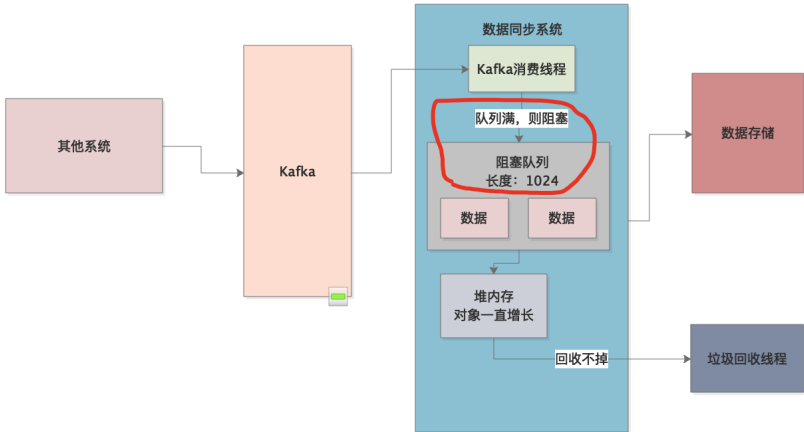 数据同步系统
Kafka消费线程
队列满，则阻塞
其他系统
Kafka
阻塞队列
长度：1024
数据
数据
数据存储
堆内存
对象一直增长
回收不掉
垃圾回收线程